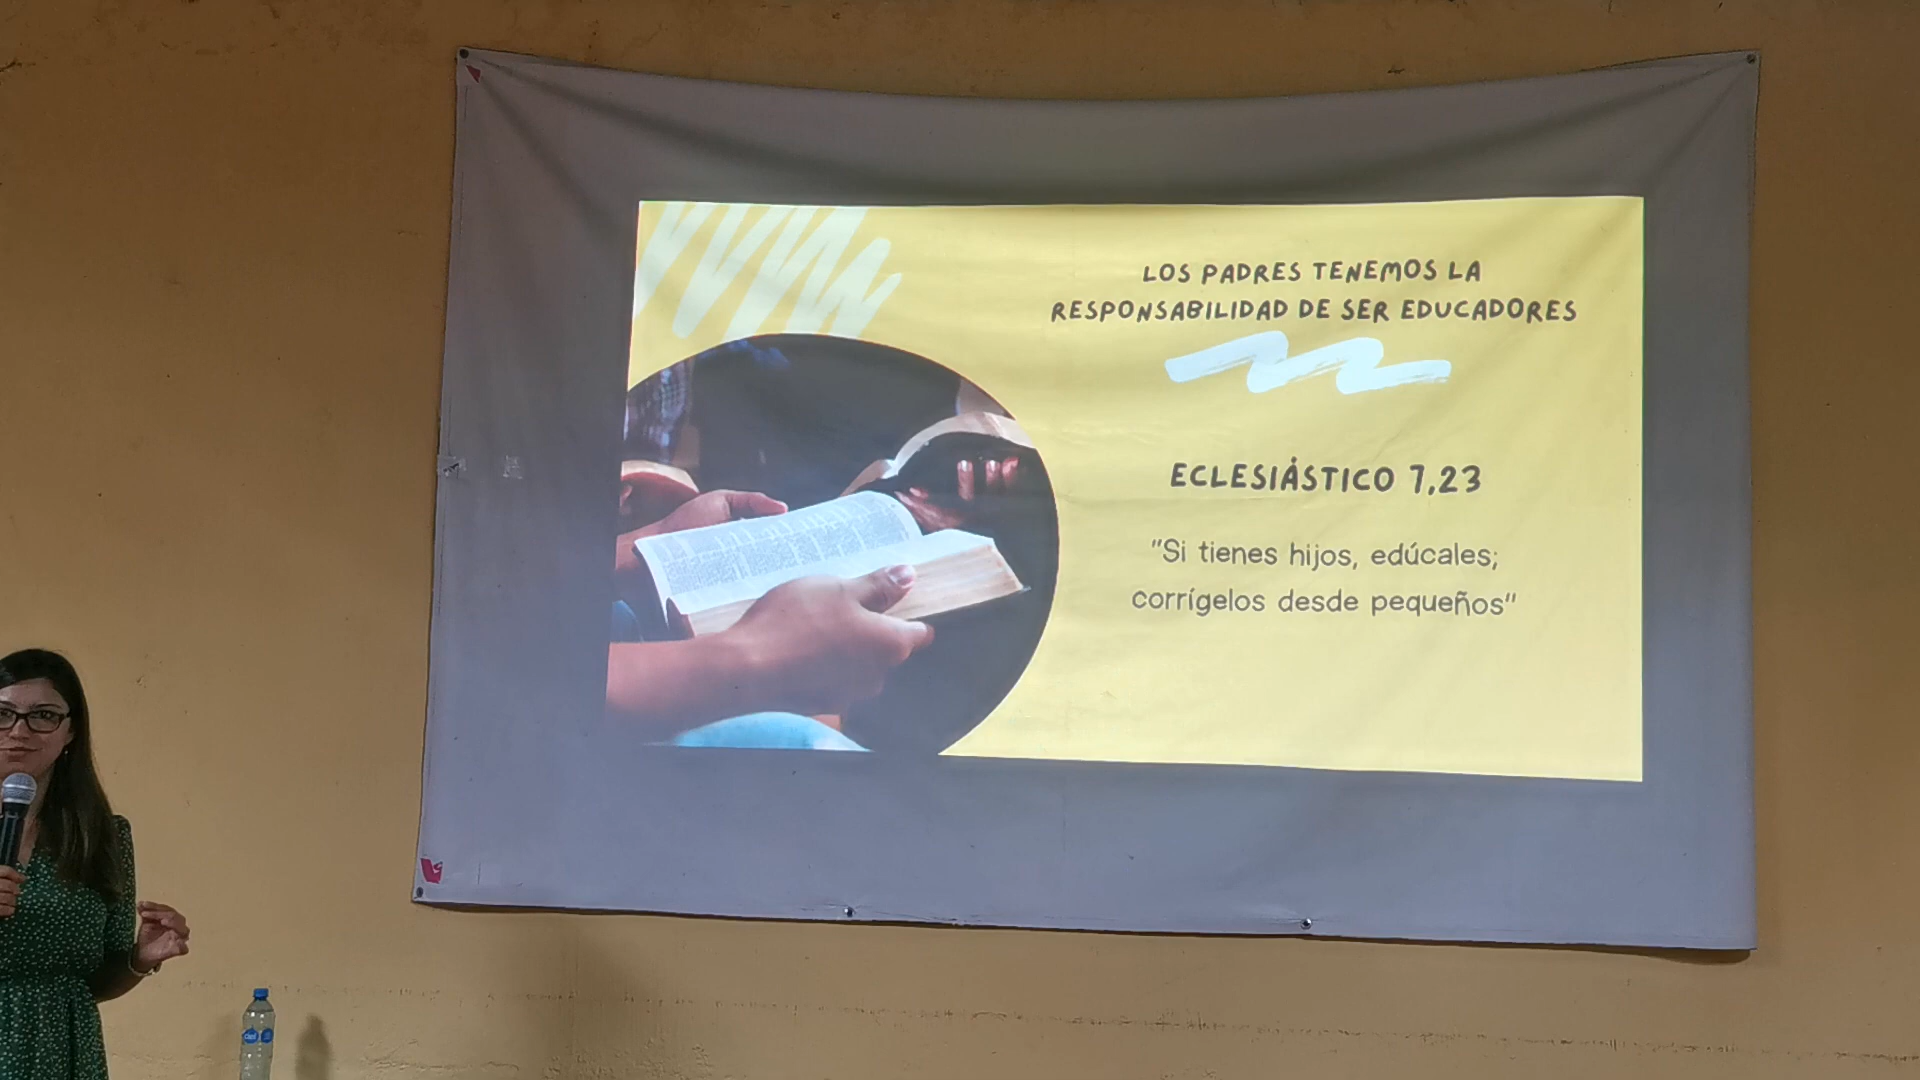 LOS PADRES TENEMOS LA
RESPONSABILIDAD DE SER EDUCADORES
ECLESIÁSTICO 7,23
"Si tienes hijos, edúcales;
corrígelos desde pequeños"